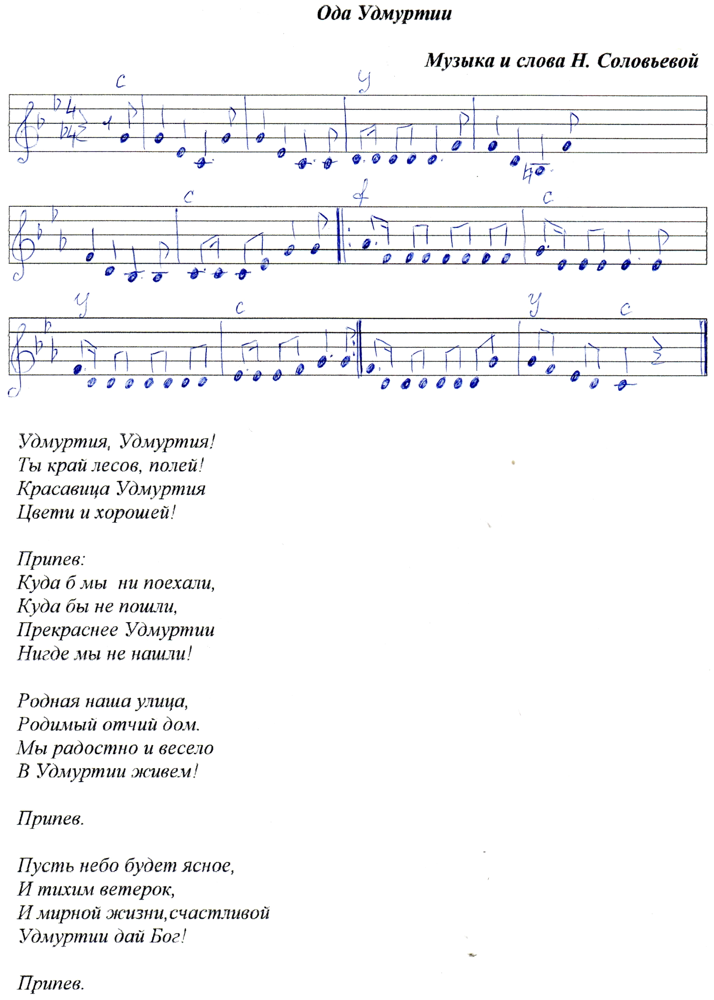 Ода Удмуртии
Музыка и слова Н. Соловьевой
C У
4
4
C f C
У C У C
Удмуртия, Удмуртия!
Ты край лесов, полей!
Красавица Удмуртия
Цвети и хорошей!
Припев:
Куда б мы ни поехали,
Куда бы не пошли,
Прекраснее Удмуртии
Нигде мы не нашли!
Родная наша улица,
Родимый отчий дом.
Мы радостно и весело
В Удмуртии живем!
Припев.
Пусть небо будет ясное,
И тихим ветерок,
И мирной жизни,счастливой
Удмуртии дай Бог!
Припев.